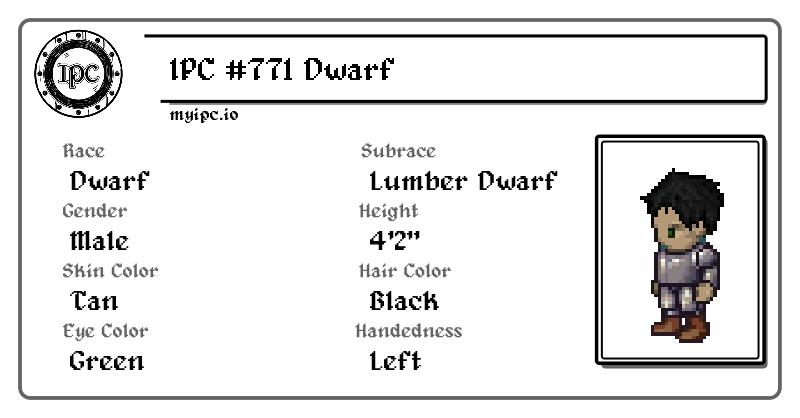 IPC
IPC #771 Dwarf
myipc.io
Race
Subrace
Dwarf
Lumber Dwarf
Gender
Height
Male
4'2"
Skin Color
Hair Color
Tan
Black
Eye Color
Handedness
Green
Left